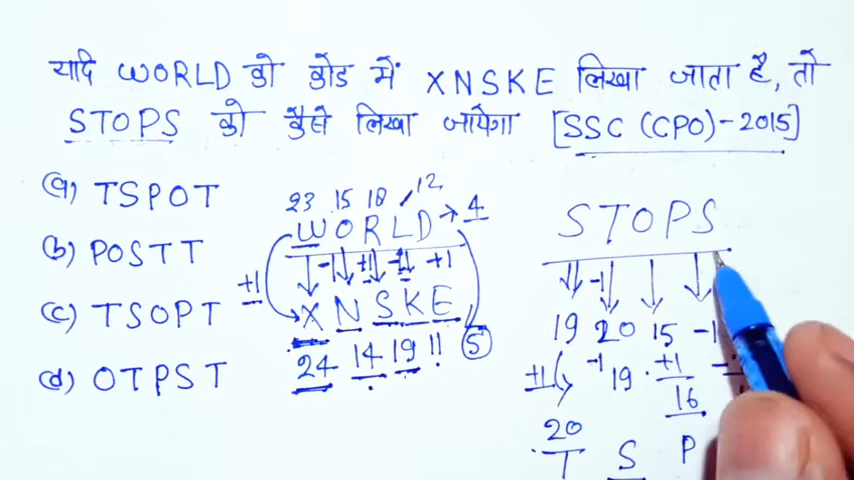 यदि WORLD को कोड में XNSKE लिखा जाता है, तो
STOPS को कैसे लिखा जायेगा [SSC (CPO)-2015]
(a) TSPOT
(b) POSTT
(c) TSOPT
(d) OTPST
23 15 18 12
WORLD → 4
+1 -1 +1 -1 +1
XNSKE
24 14 19 11 5
STOPS
-1
19 20 15 -1
+1 -1 19 +1
16
20
T S P